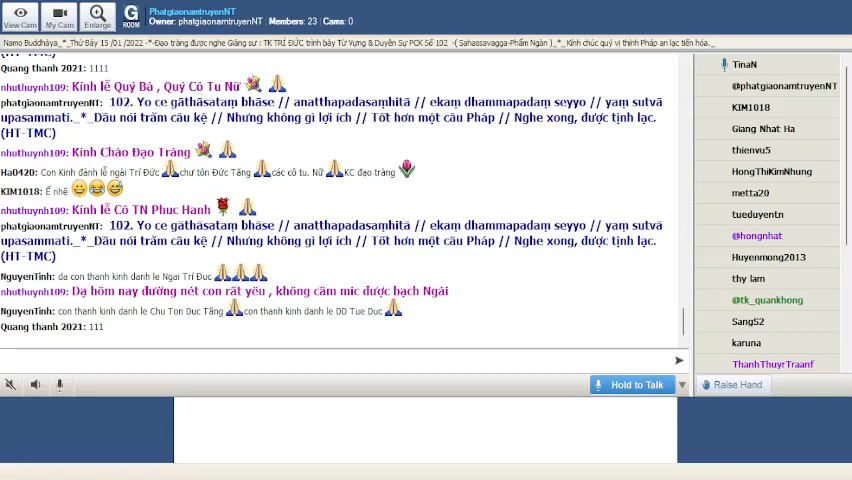 View Cam
My Cam
Enlarge
G
ROOM
PhatgiaonamtruyenNT
Owner: phatgiaonamtruyenNT | Members: 23 | Cams: 0
Namo Buddhàya_*_Thứ Bảy 15 /01 /2022 -*-Đạo tràng được nghe Giảng sư : TK TRÍ ĐỨC trình bày Từ Vựng & Duyên Sự PCK Số 102 -( Sahassavagga-Phẩm Ngàn )_*_Kính chúc quý vị thính Pháp an lạc tiến hóa._
(HT-TMC)
Quang thanh 2021: 1111
nhuthuynh109: Kính lễ Quý Bà , Quý Cô Tu Nữ
phatgiaonamtruyenNT: 102. Yo ce gāthāsataṃ bhāse // anatthapadasaṃhitā // ekaṃ dhammapadaṃ seyyo // yaṃ sutvā
upasammati._*_Dầu nói trăm câu kệ // Nhưng không gì lợi ích // Tốt hơn một câu Pháp // Nghe xong, được tịnh lạc.
(HT-TMC)
nhuthuynh109: Kính Chào Đạo Tràng
Ha0420: Con Kinh đảnh lễ ngài Trí Đức chư tôn Đức Tăng các cô tu. Nữ KC đạo tràng
KIM1018: Ế nhệ
nhuthuynh109: Kính lễ Cô TN Phuc Hanh
phatgiaonamtruyenNT: 102. Yo ce gāthāsataṃ bhāse // anatthapadasaṃhitā // ekaṃ dhammapadaṃ seyyo // yaṃ sutvā
upasammati._*_Dầu nói trăm câu kệ // Nhưng không gì lợi ích // Tốt hơn một câu Pháp // Nghe xong, được tịnh lạc.
(HT-TMC)
NguyenTinh: da con thanh kinh danh le Ngai Trí Đuc
nhuthuynh109: Dạ hôm nay đường nét con rất yếu , không cầm mic được bạch Ngài
NguyenTinh: con thanh kinh danh le Chu Ton Duc Tăng con thanh kinh danh le DD Tue Duc
Quang thanh 2021: 111
Hold to Talk
TinaN
@phatgiaonamtruyenNT
KIM1018
Giang Nhat Ha
thienvu5
HongThiKimNhung
metta20
tueduyentn
@hongnhat
Huyenmong2013
thy lam
@tk_quankhong
SangS2
karuna
ThanhThuyrTraanf
Raise Hand